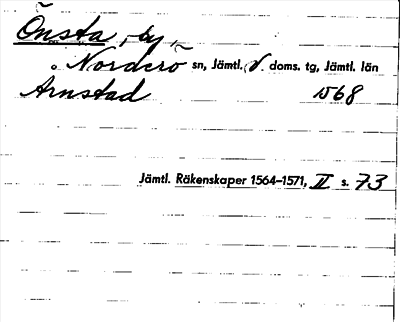 Önsta, by,
Norderö sn, Jämtl. V. doms. tg, Jämtl. län
Arnstad 1568
Jämtl. Räkenskaper 1564–1571, II s. 73